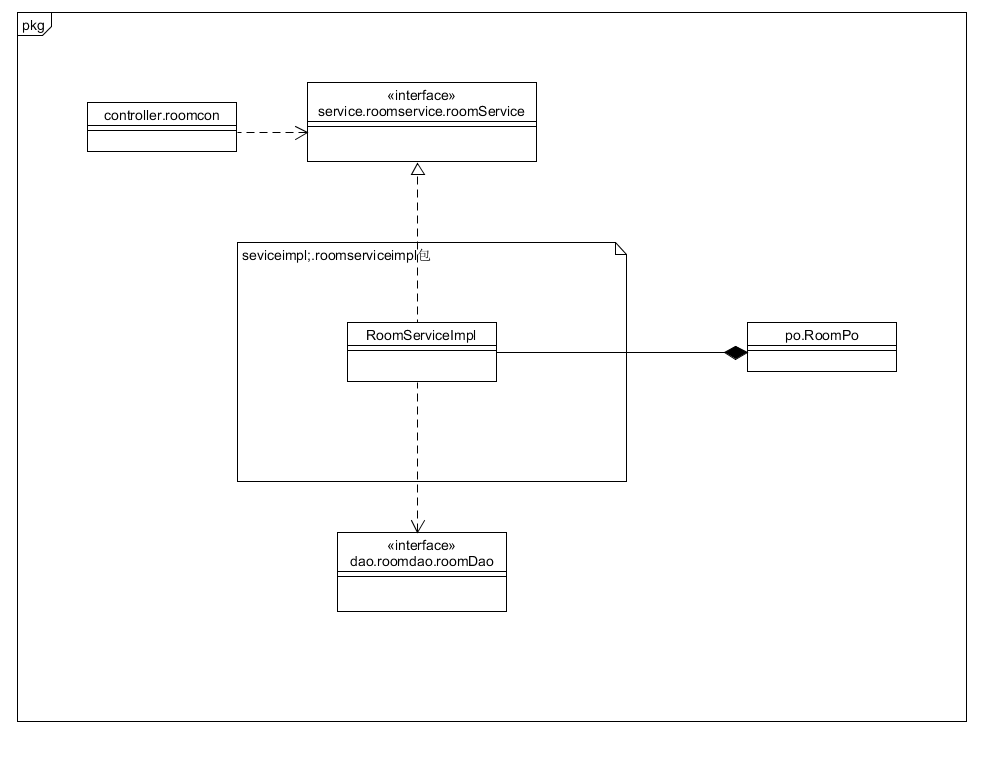 pkg
«interface»
service.roomservice.roomService
controller.roomcon
seviceimpl;.roomserviceimpl包
RoomServiceImpl
po.RoomPo
«interface»
dao.roomdao.roomDao